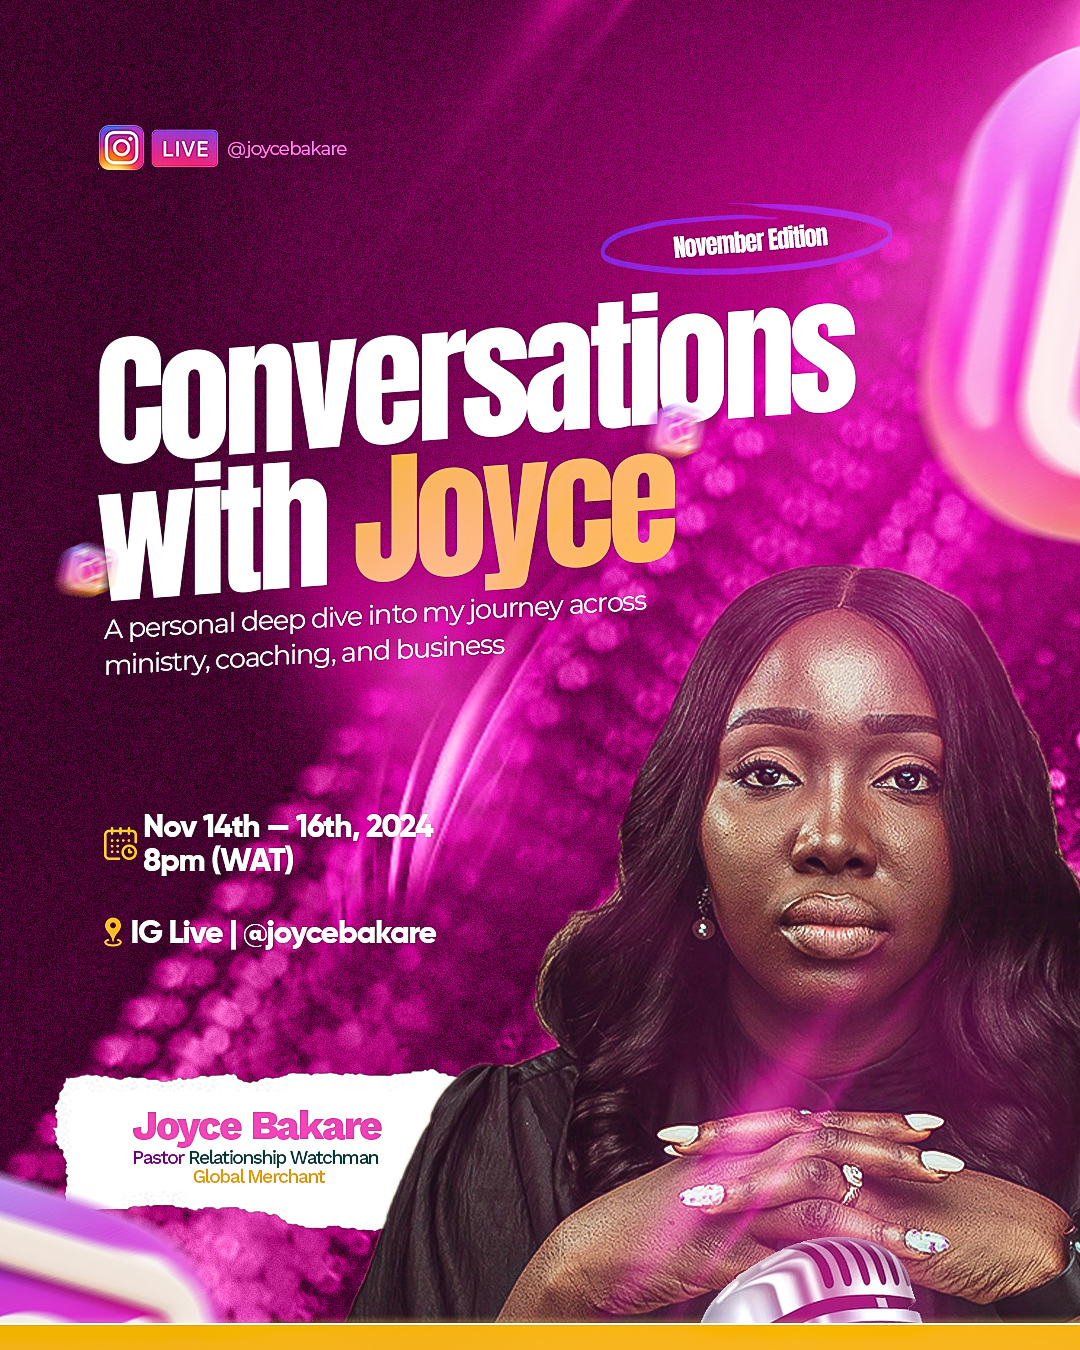 LIVE @joycebakare
November Edition
Conversations
with Joyce
A personal deep dive into my journey across
ministry, coaching, and business
Nov 14th – 16th, 2024
8pm (WAT)
IG Live | @joycebakare
Joyce Bakare
Pastor Relationship Watchman
Global Merchant